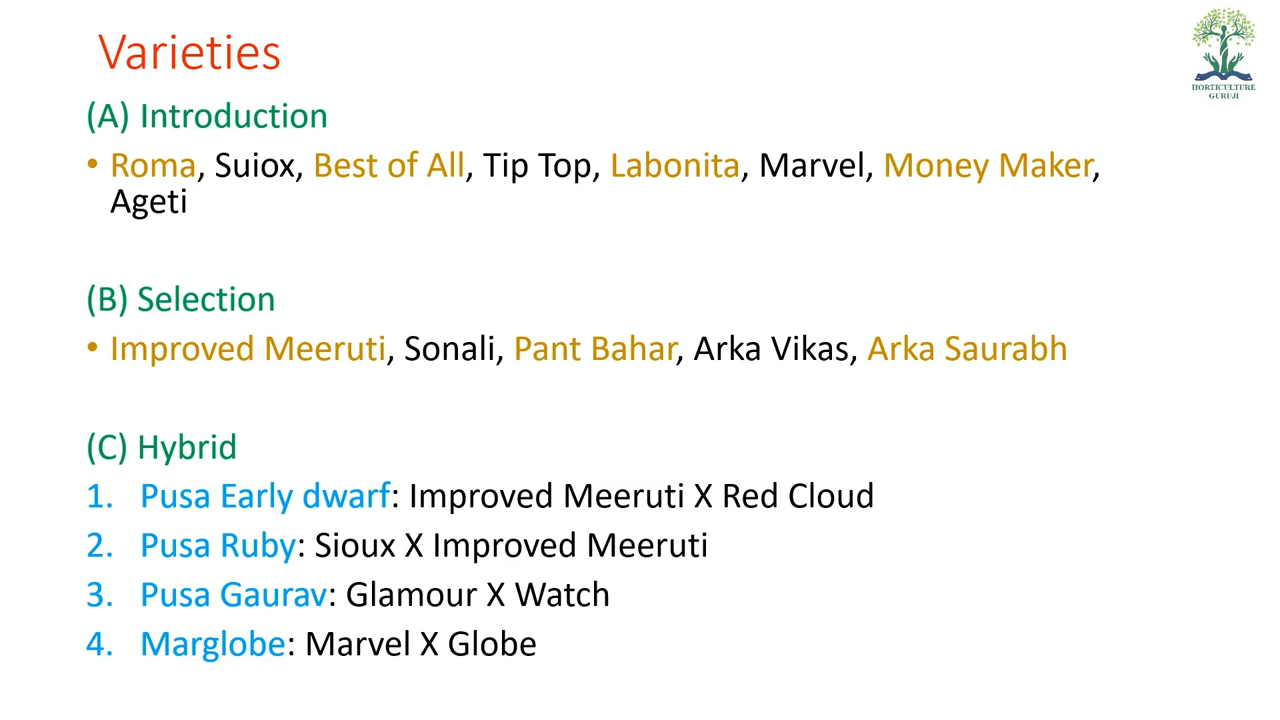 Varieties
HORTICULTURE
GURUJI
(A) Introduction
• Roma, Suiox, Best of All, Tip Top, Labonita, Marvel, Money Maker,
Ageti
(B) Selection
• Improved Meeruti, Sonali, Pant Bahar, Arka Vikas, Arka Saurabh
(C) Hybrid
1. Pusa Early dwarf: Improved Meeruti X Red Cloud
2. Pusa Ruby: Sioux X Improved Meeruti
3. Pusa Gaurav: Glamour X Watch
4. Marglobe: Marvel X Globe